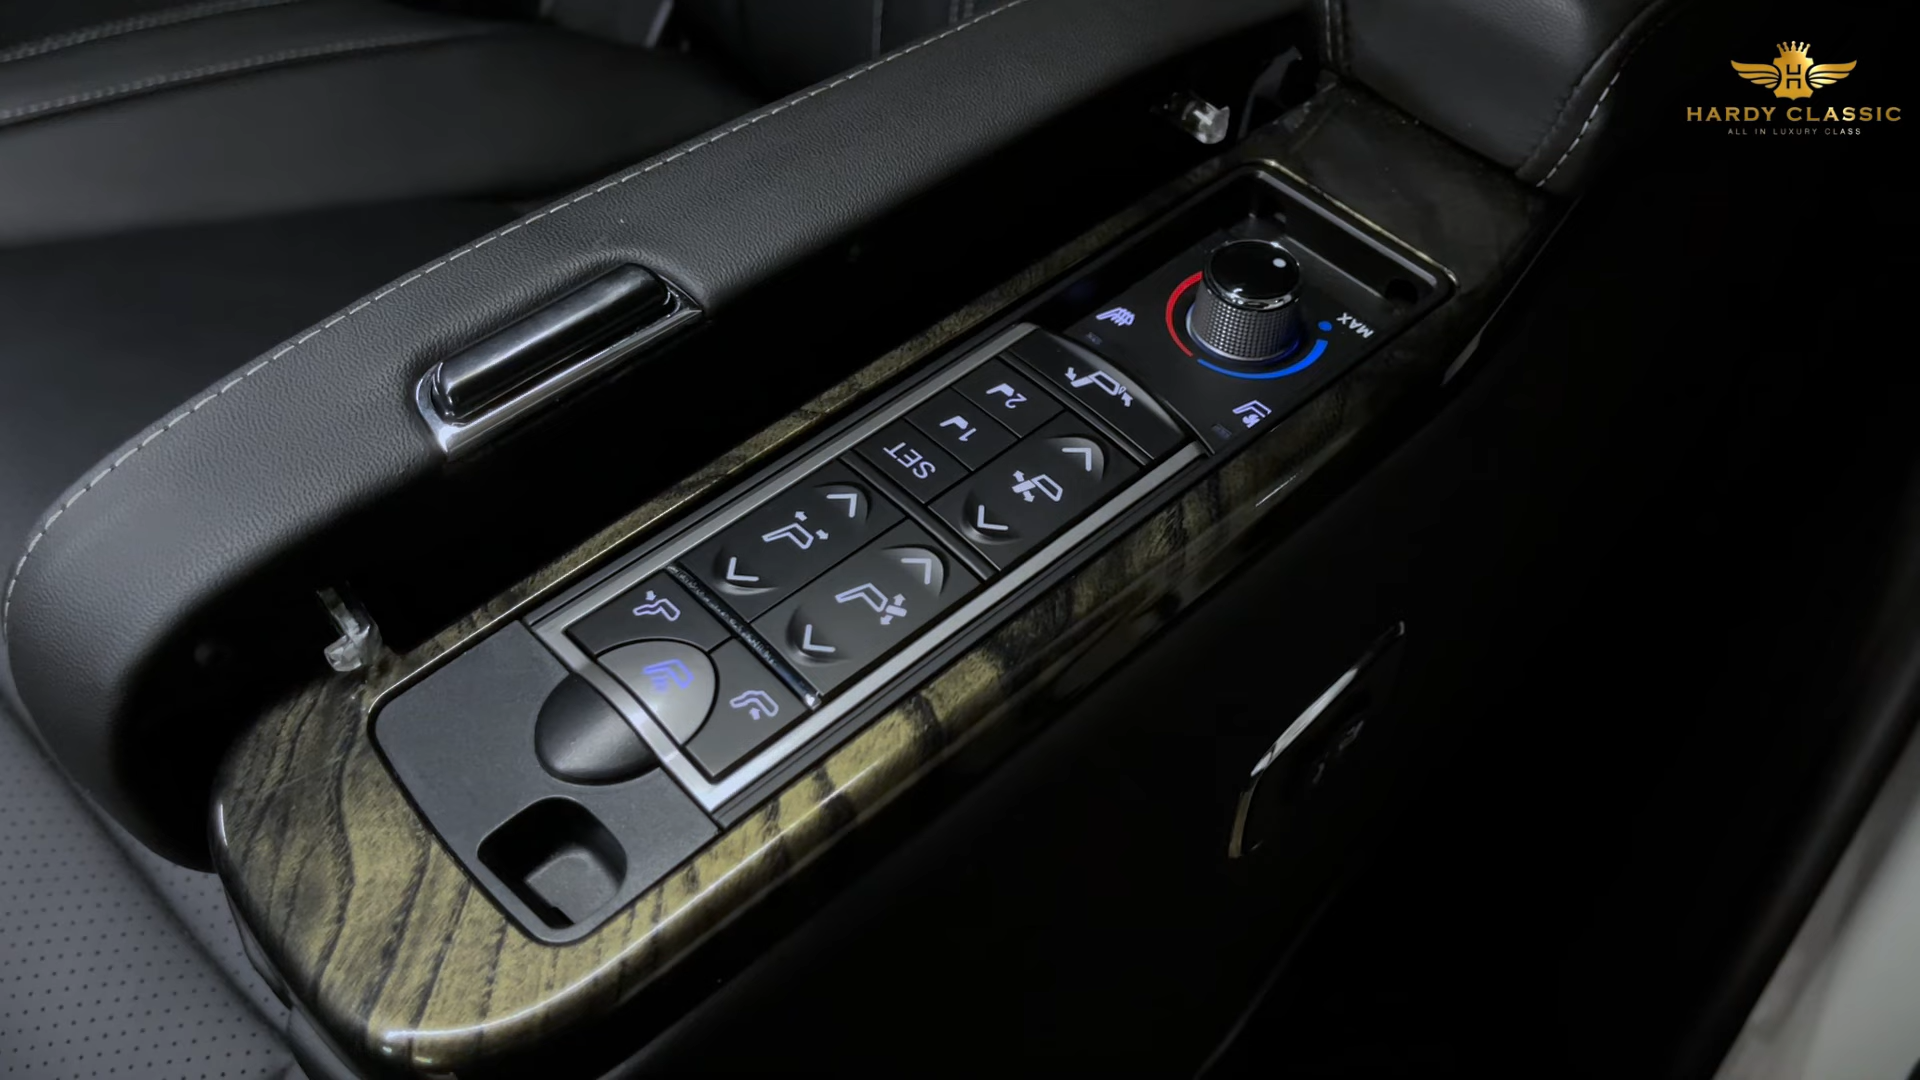 HARDY CLASSIC
ALL IN LUXURY CLASS
MAX
2
1
SET